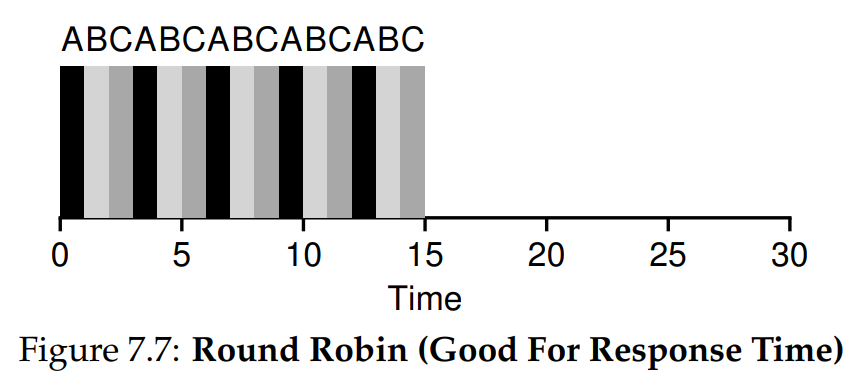 ABCABCABCABCABC
0 5 10 15 20 25 30
Time
Figure 7.7: Round Robin (Good For Response Time)